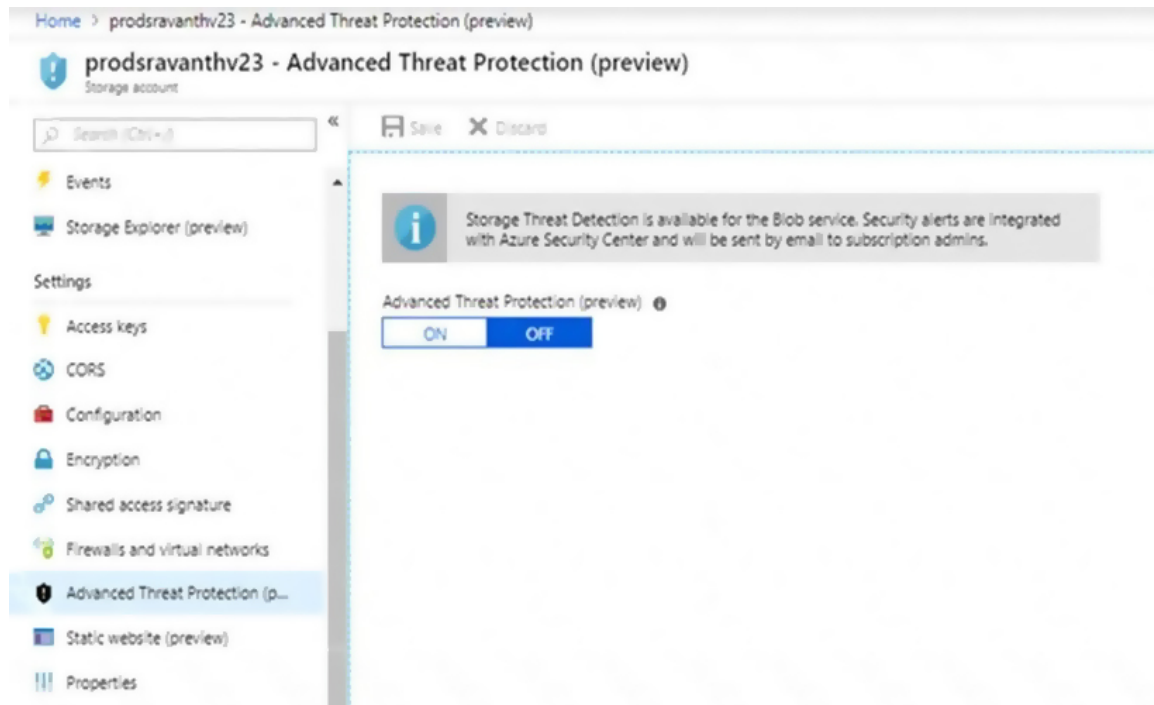 Home > prodsravanthv23 - Advanced Threat Protection (preview)
prodsravanthv23 - Advanced Threat Protection (preview)
Storage account
Search (Ctrl+/)
«
Save
Discard
Events
Storage Explorer (preview)
Settings
Access keys
CORS
Configuration
Encryption
Shared access signature
Firewalls and virtual networks
Advanced Threat Protection (p...
Static website (preview)
Properties
Storage Threat Detection is available for the Blob service. Security alerts are integrated
with Azure Security Center and will be sent by email to subscription admins.
Advanced Threat Protection (preview)
ON
OFF